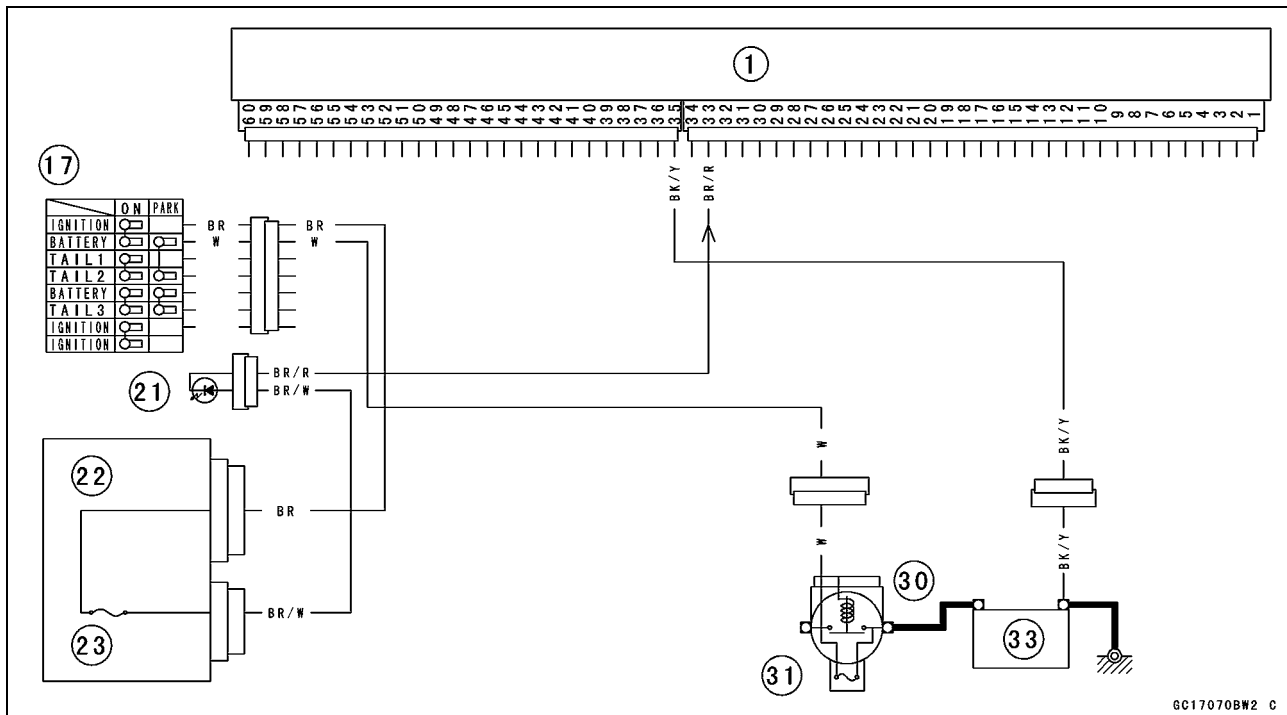 1
60 59 58 57 56 55 54 53 52 51 50 49 48 47 46 45 44 43 42 41 40 39 38 37 36 35 34 33 32 31 30 29 28 27 26 25 24 23 22 21 20 19 18 17 16 15 14 13 12 11 10 9 8 7 6 5 4 3 2 1
17
BK/Y BR/R
ON PARK
IGNITION BR BR
BATTERY W W
TAIL1
TAIL2
BATTERY
TAIL3
IGNITION
IGNITION
21 BR/R
BR/W
W BK/Y
22
BR
W BK/Y
30
23 BR/W
31
33
GC17070BW2 C